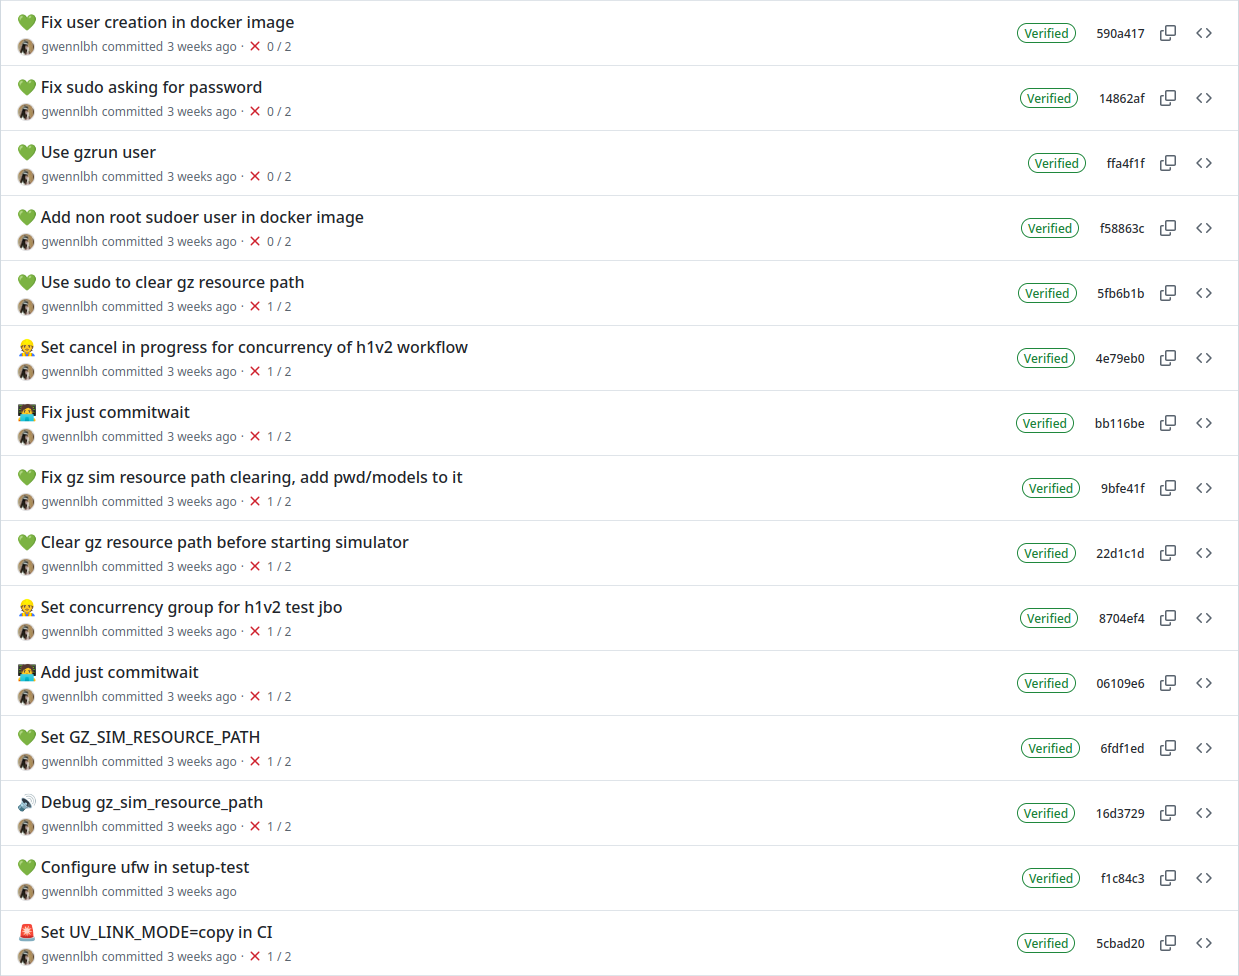 💚 Fix user creation in docker image
gwennlbh committed 3 weeks ago · ✕ 0 / 2
Verified 590a417
💚 Fix sudo asking for password
gwennlbh committed 3 weeks ago · ✕ 0 / 2
Verified 14862af
💚 Use gzrun user
gwennlbh committed 3 weeks ago · ✕ 0 / 2
Verified ffa4f1f
💚 Add non root sudoer user in docker image
gwennlbh committed 3 weeks ago · ✕ 0 / 2
Verified f58863c
💚 Use sudo to clear gz resource path
gwennlbh committed 3 weeks ago · ✕ 1 / 2
Verified 5fb6b1b
👷 Set cancel in progress for concurrency of h1v2 workflow
gwennlbh committed 3 weeks ago · ✕ 1 / 2
Verified 4e79eb0
🧑‍💻 Fix just commitwait
gwennlbh committed 3 weeks ago · ✕ 1 / 2
Verified bb116be
💚 Fix gz sim resource path clearing, add pwd/models to it
gwennlbh committed 3 weeks ago · ✕ 1 / 2
Verified 9bfe41f
💚 Clear gz resource path before starting simulator
gwennlbh committed 3 weeks ago · ✕ 1 / 2
Verified 22d1c1d
👷 Set concurrency group for h1v2 test jbo
gwennlbh committed 3 weeks ago · ✕ 1 / 2
Verified 8704ef4
🧑‍💻 Add just commitwait
gwennlbh committed 3 weeks ago · ✕ 1 / 2
Verified 06109e6
💚 Set GZ_SIM_RESOURCE_PATH
gwennlbh committed 3 weeks ago · ✕ 1 / 2
Verified 6fdf1ed
🔊 Debug gz_sim_resource_path
gwennlbh committed 3 weeks ago · ✕ 1 / 2
Verified 16d3729
💚 Configure ufw in setup-test
gwennlbh committed 3 weeks ago
Verified f1c84c3
🚨 Set UV_LINK_MODE=copy in CI
gwennlbh committed 3 weeks ago · ✕ 1 / 2
Verified 5cbad20